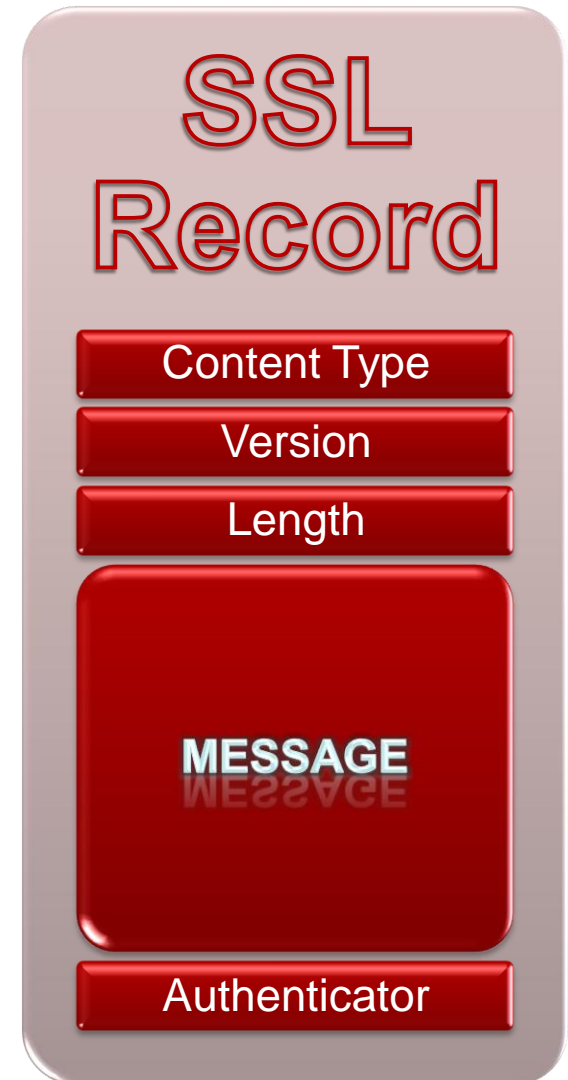 SSL
Record
Content Type
Version
Length
MESSAGE
Authenticator